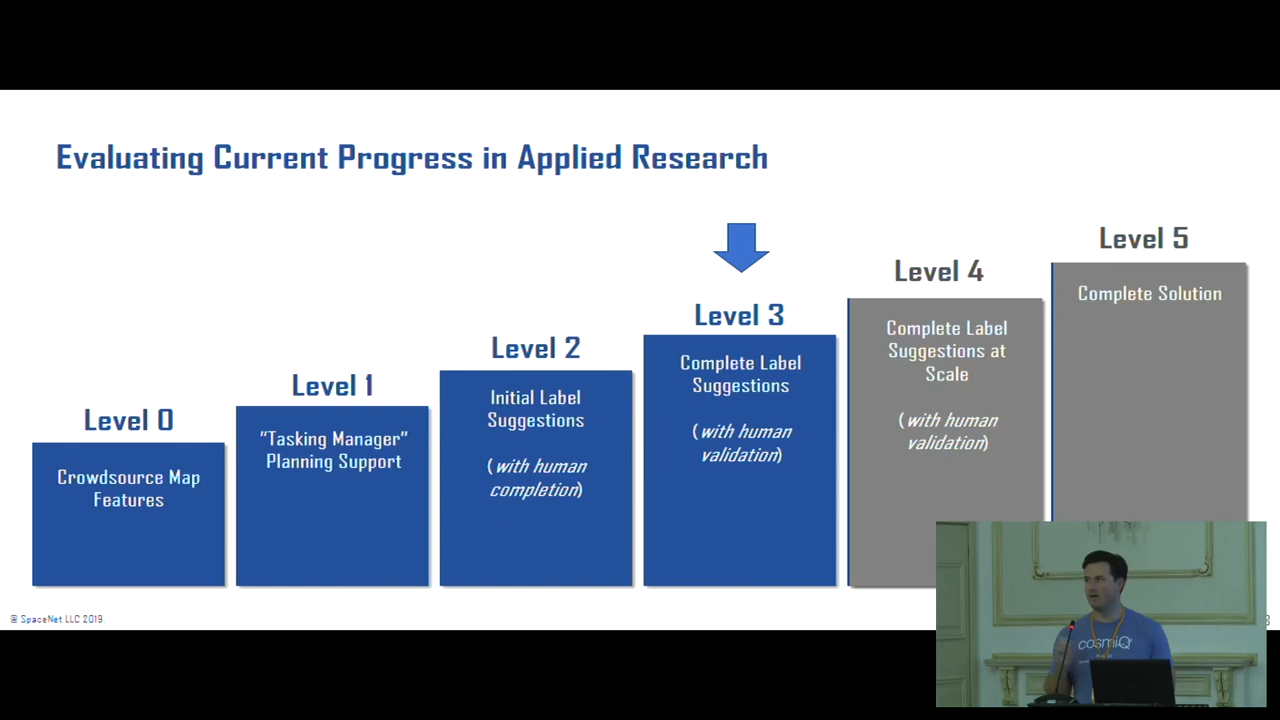 Evaluating Current Progress in Applied Research
Level 0
Crowdsource Map
Features
Level 1
"Tasking Manager"
Planning Support
Level 2
Initial Label
Suggestions
(with human
completion)
Level 3
Complete Label
Suggestions
(with human
validation)
Level 4
Complete Label
Suggestions at
Scale
(with human
validation)
Level 5
Complete Solution
© SpaceNet LLC 2019.
cosmiQ